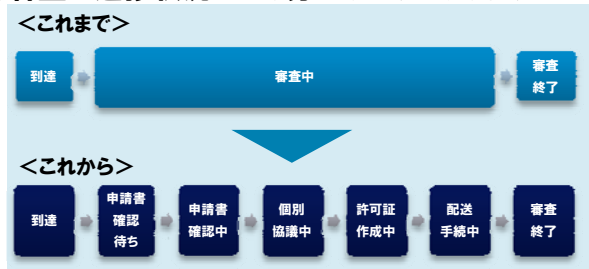 ＜これまで＞
到達
審査中
審査
終了
＜これから＞
到達
申請書
確認
待ち
申請書
確認中
個別
協議中
許可証
作成中
配送
手続中
審査
終了